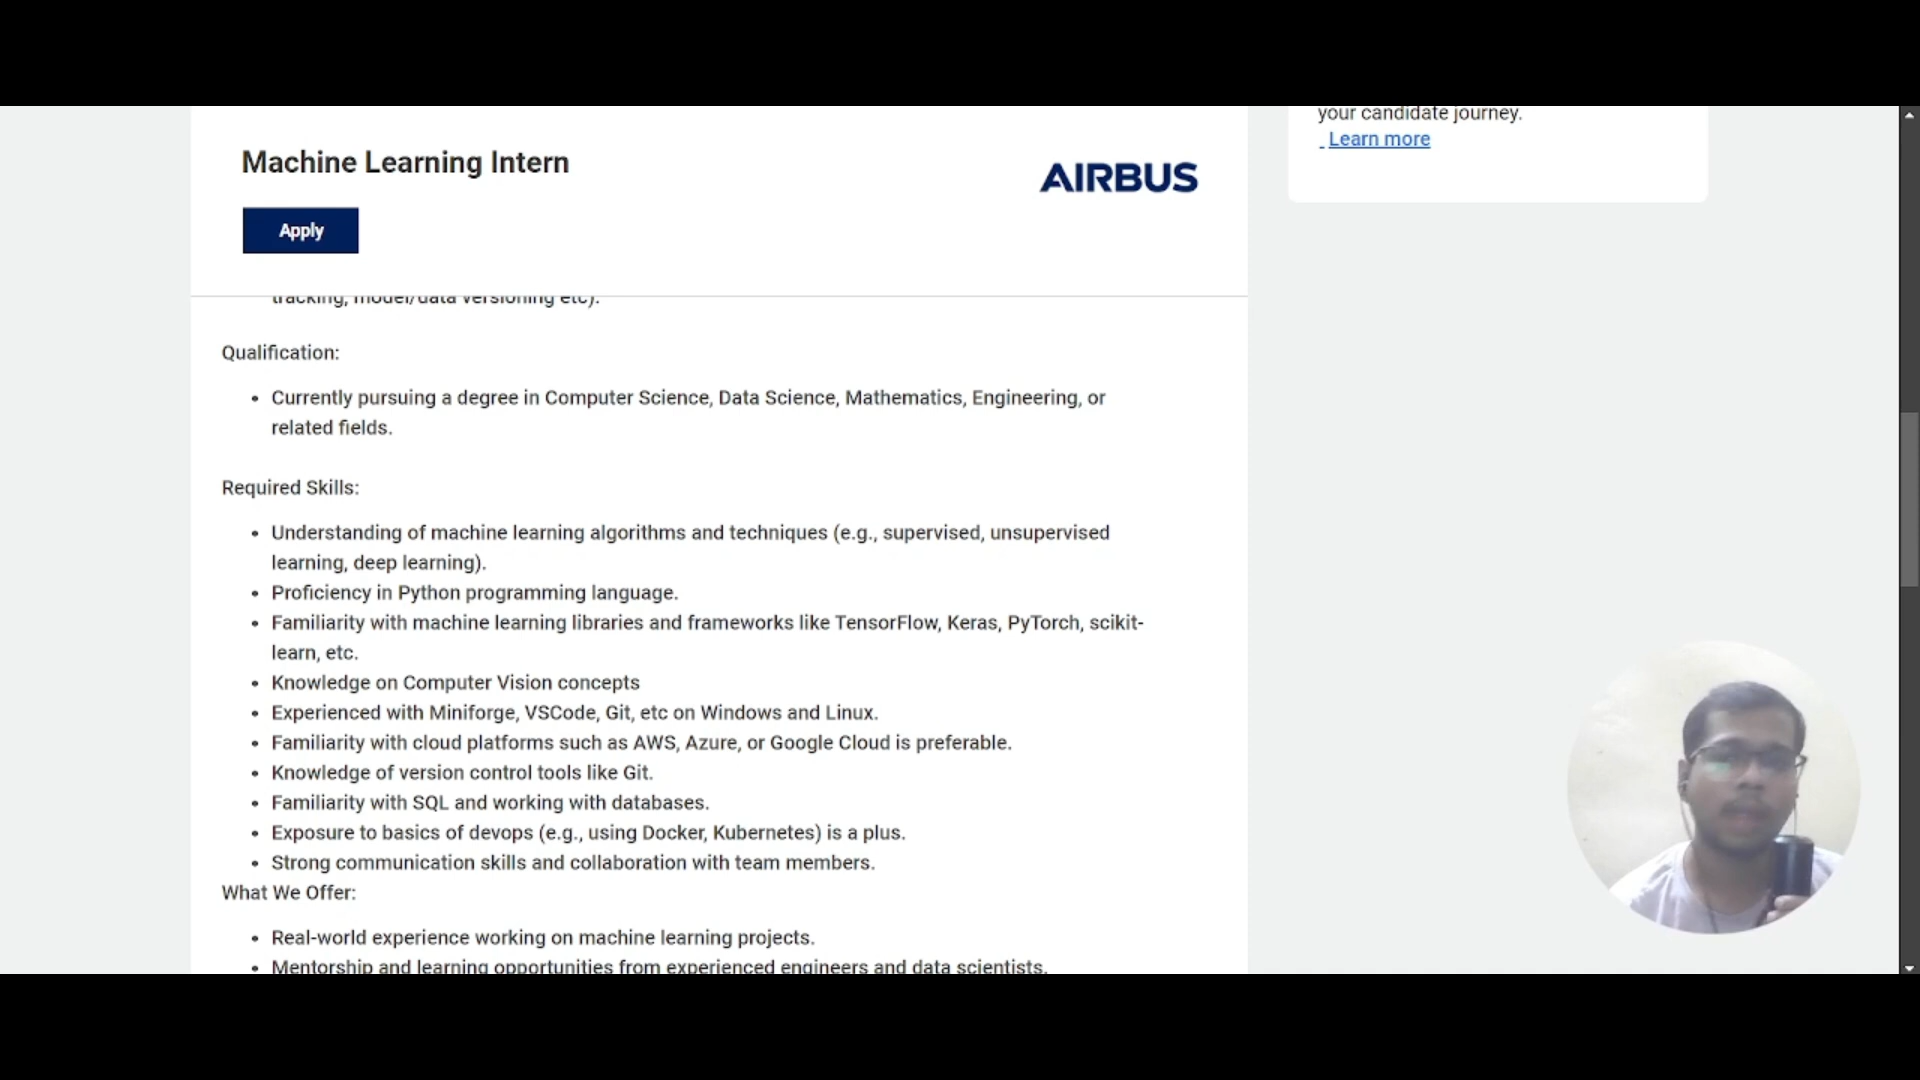 your candidate journey.
Learn more
Machine Learning Intern
AIRBUS
Apply
tracking, model/data versioning etc).
Qualification:
• Currently pursuing a degree in Computer Science, Data Science, Mathematics, Engineering, or
related fields.
Required Skills:
• Understanding of machine learning algorithms and techniques (e.g., supervised, unsupervised
learning, deep learning).
• Proficiency in Python programming language.
• Familiarity with machine learning libraries and frameworks like TensorFlow, Keras, PyTorch, scikit-
learn, etc.
• Knowledge on Computer Vision concepts
• Experienced with Miniforge, VSCode, Git, etc on Windows and Linux.
• Familiarity with cloud platforms such as AWS, Azure, or Google Cloud is preferable.
• Knowledge of version control tools like Git.
• Familiarity with SQL and working with databases.
• Exposure to basics of devops (e.g., using Docker, Kubernetes) is a plus.
• Strong communication skills and collaboration with team members.
What We Offer:
• Real-world experience working on machine learning projects.
• Mentorship and learning opportunities from experienced engineers and data scientists.